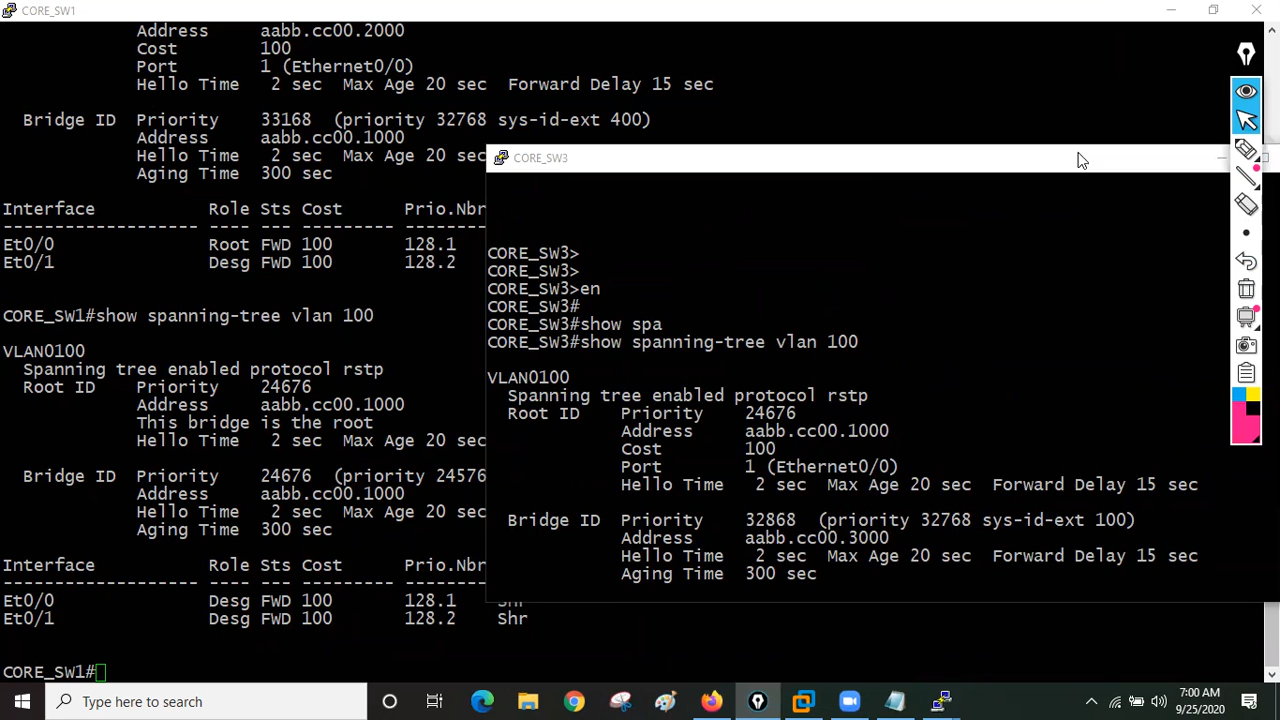 CORE_SW1
Address aabb.cc00.2000
Cost 100
Port 1 (Ethernet0/0)
Hello Time 2 sec Max Age 20 sec Forward Delay 15 sec
Bridge ID Priority 33168 (priority 32768 sys-id-ext 400)
Address aabb.cc00.1000
Hello Time 2 sec Max Age 20 sec
Aging Time 300 sec
Interface Role Sts Cost Prio.Nbr
------------------- ---- --- --------- --------
Et0/0 Root FWD 100 128.1
Et0/1 Desg FWD 100 128.2
CORE_SW1#show spanning-tree vlan 100
VLAN0100
Spanning tree enabled protocol rstp
Root ID Priority 24676
Address aabb.cc00.1000
This bridge is the root
Hello Time 2 sec Max Age 20 sec
Bridge ID Priority 24676 (priority 24576
Address aabb.cc00.1000
Hello Time 2 sec Max Age 20 sec
Aging Time 300 sec
Interface Role Sts Cost Prio.Nbr
------------------- ---- --- --------- --------
Et0/0 Desg FWD 100 128.1 Shr
Et0/1 Desg FWD 100 128.2 Shr
CORE_SW1#
CORE_SW3
CORE_SW3>
CORE_SW3>
CORE_SW3>en
CORE_SW3#
CORE_SW3#show spa
CORE_SW3#show spanning-tree vlan 100
VLAN0100
Spanning tree enabled protocol rstp
Root ID Priority 24676
Address aabb.cc00.1000
Cost 100
Port 1 (Ethernet0/0)
Hello Time 2 sec Max Age 20 sec Forward Delay 15 sec
Bridge ID Priority 32868 (priority 32768 sys-id-ext 100)
Address aabb.cc00.3000
Hello Time 2 sec Max Age 20 sec Forward Delay 15 sec
Aging Time 300 sec
Type here to search
7:00 AM
9/25/2020